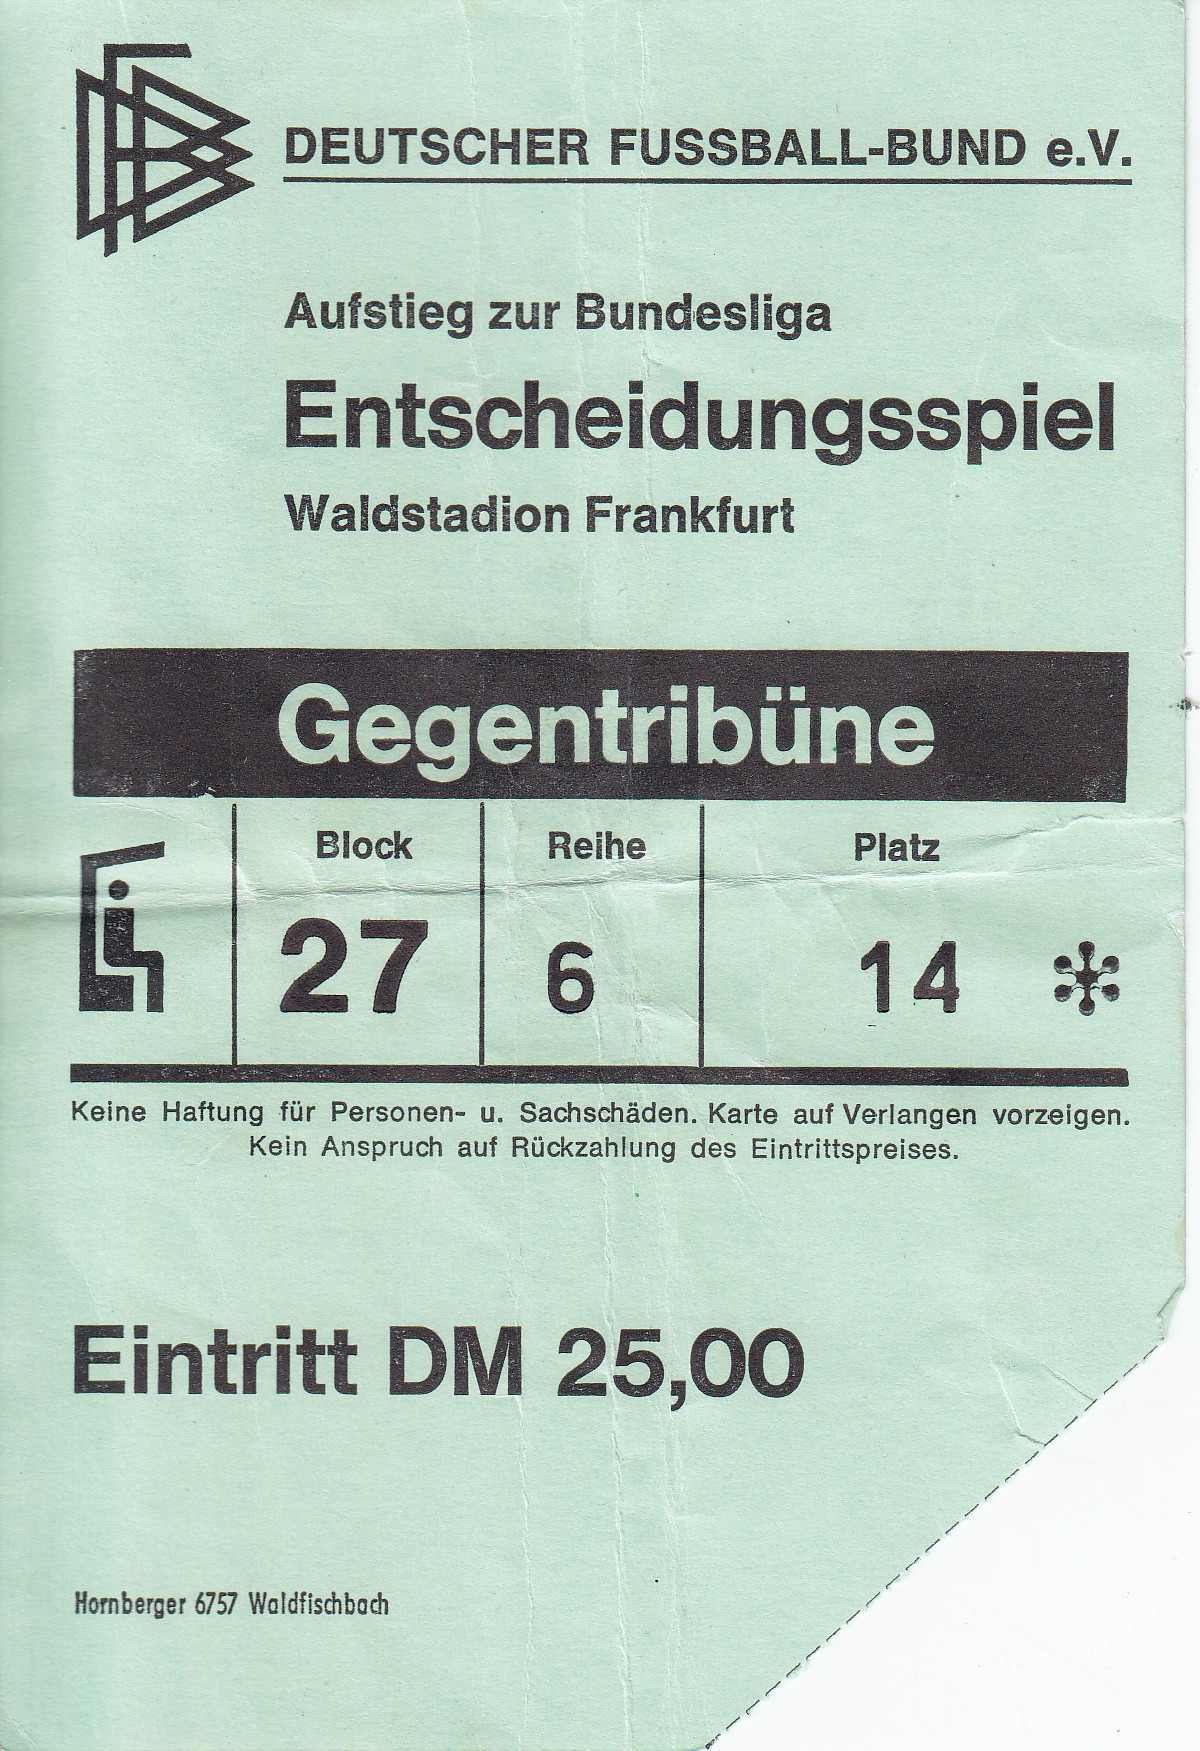 DFB
DEUTSCHER FUSSBALL-BUND e.V.
Aufstieg zur Bundesliga
Entscheidungsspiel
Waldstadion Frankfurt
Gegentribüne
Block Reihe Platz
27 6 14 *
Keine Haftung für Personen- u. Sachschäden. Karte auf Verlangen vorzeigen.
Kein Anspruch auf Rückzahlung des Eintrittspreises.
Eintritt DM 25,00
Hornberger 6757 Waldfischbach